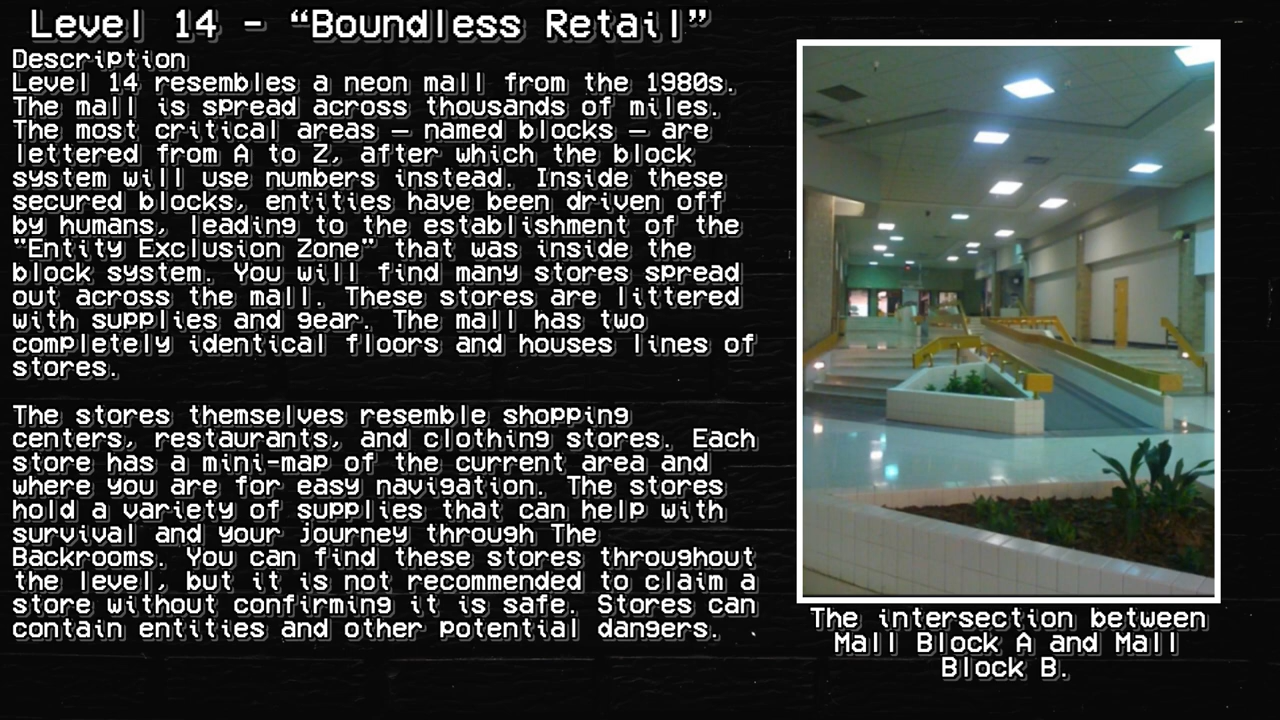 Level 14 - “Boundless Retail”
Description
Level 14 resembles a neon mall from the 1980s.
The mall is spread across thousands of miles.
The most critical areas — named blocks — are
lettered from A to Z, after which the block
system will use numbers instead. Inside these
secured blocks, entities have been driven off
by humans, leading to the establishment of the
"Entity Exclusion Zone" that was inside the
block system. You will find many stores spread
out across the mall. These stores are littered
with supplies and gear. The mall has two
completely identical floors and houses lines of
stores.
The stores themselves resemble shopping
centers, restaurants, and clothing stores. Each
store has a mini-map of the current area and
where you are for easy navigation. The stores
hold a variety of supplies that can help with
survival and your journey through The
Backrooms. You can find these stores throughout
the level, but it is not recommended to claim a
store without confirming it is safe. Stores can
contain entities and other potential dangers.
The intersection between
Mall Block A and Mall
Block B.